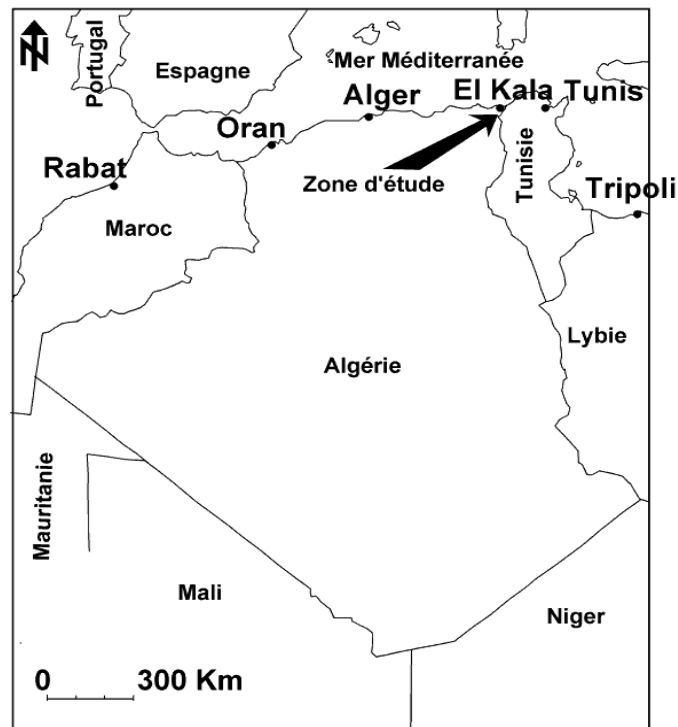 N
Portugal
Espagne
Mer Méditerranée
El Kala
Tunis
Alger
Oran
Rabat
Zone d'étude
Tunisie
Tripoli
Maroc
Lybie
Algérie
Mauritanie
Mali
Niger
0 300 Km